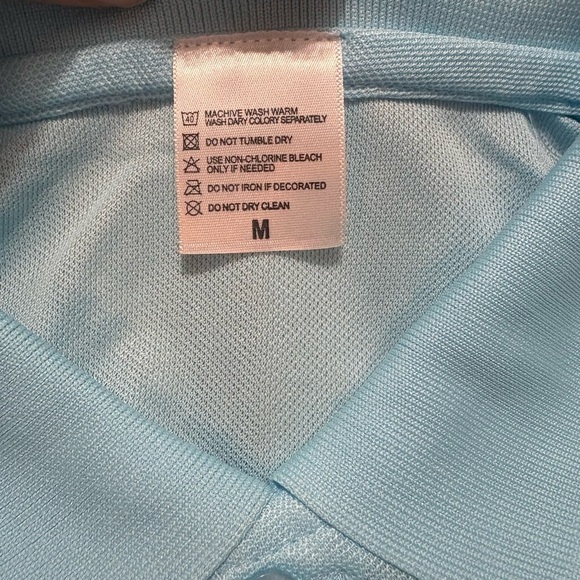 40
MACHIVE WASH WARM
WASH DARY COLORY SEPARATELY
DO NOT TUMBLE DRY
USE NON-CHLORINE BLEACH
ONLY IF NEEDED
DO NOT IRON IF DECORATED
DO NOT DRY CLEAN
M